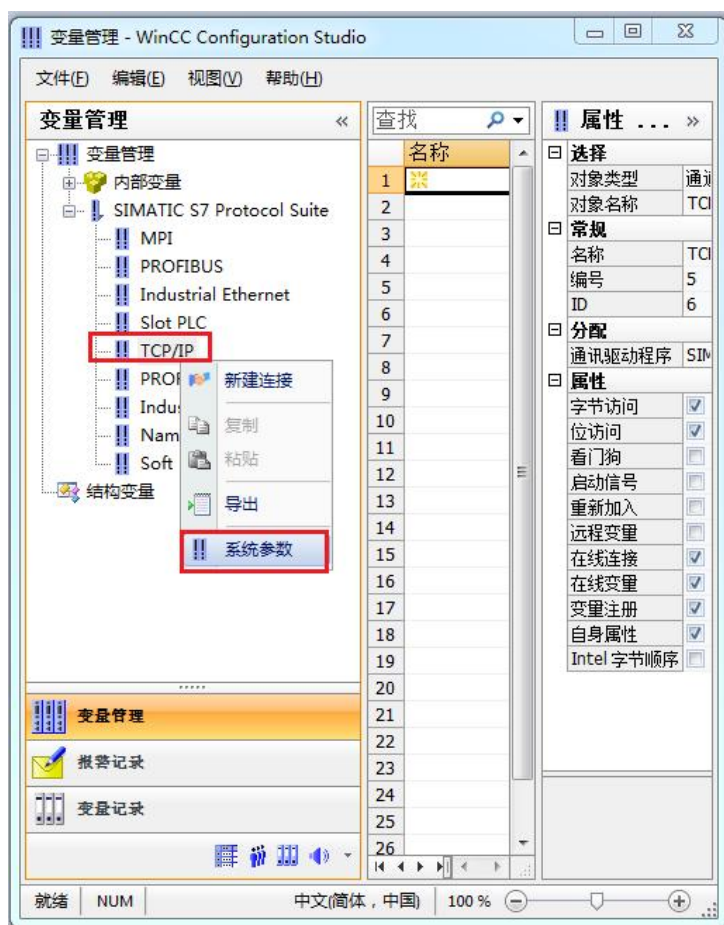 变量管理 - WinCC Configuration Studio
文件(F) 编辑(E) 视图(V) 帮助(H)
变量管理 «
变量管理
内部变量
SIMATIC S7 Protocol Suite
MPI
PROFIBUS
Industrial Ethernet
Slot PLC
TCP/IP
PROF
Indus
Nam
Soft
结构变量
新建连接
复制
粘贴
导出
系统参数
变量管理
报警记录
变量记录
查找
名称
1
2
3
4
5
6
7
8
9
10
11
12
13
14
15
16
17
18
19
20
21
22
23
24
25
26
属性 ... »
选择
对象类型 通
对象名称 TCI
常规
名称 TCI
编号 5
ID 6
分配
通讯驱动程序 SIM
属性
字节访问
位访问
看门狗
启动信号
重新加入
远程变量
在线连接
在线变量
变量注册
自身属性
Intel 字节顺序
就绪 NUM 中文(简体，中国) 100 %